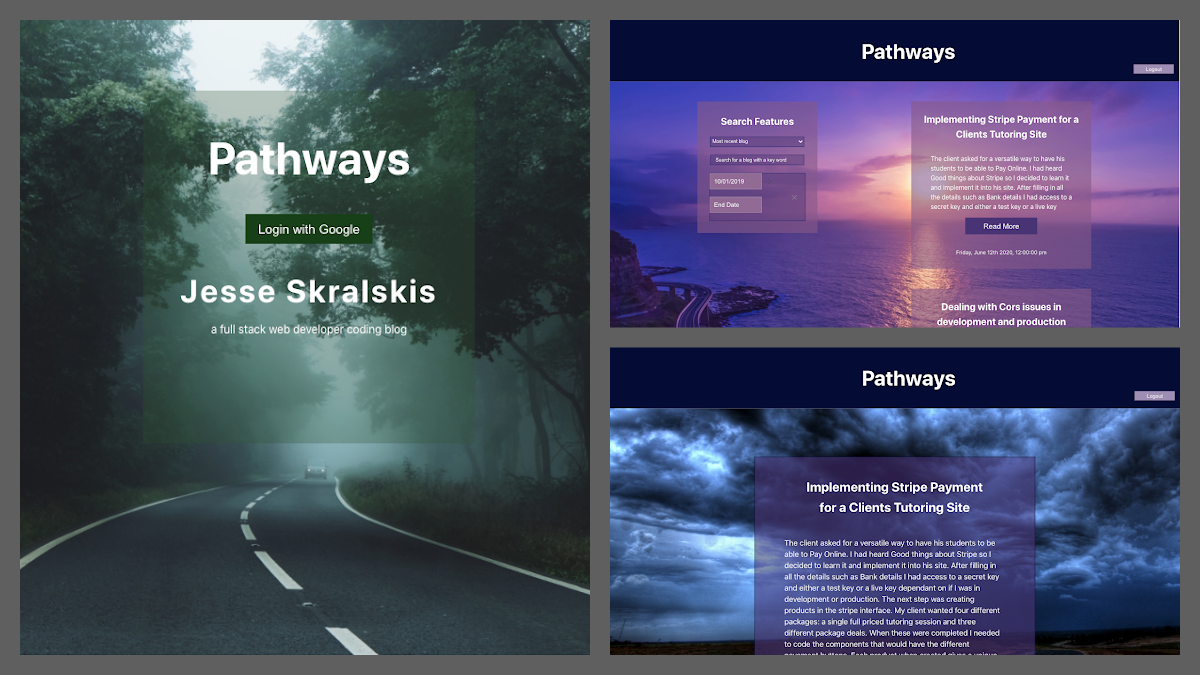 Pathways
Login with Google
Jesse Skralskis
a full stack web developer coding blog
Pathways
Logout
Search Features
Most recent blog
Search for a blog with a key word
10/01/2019
End Date
Implementing Stripe Payment for a
Clients Tutoring Site
The client asked for a versatile way to have his
students to be able to Pay Online. I had heard
Good things about Stripe so I decided to learn it
and implement it into his site. After filling in all
the details such as Bank details I had access to a
secret key and either a test key or a live key
Read More
Friday, June 12th 2020, 12:00:00 pm
Dealing with Cors issues in
development and production
Pathways
Logout
Implementing Stripe Payment
for a Clients Tutoring Site
The client asked for a versatile way to have his students to be
able to Pay Online. I had heard Good things about Stripe so I
decided to learn it and implement it into his site. After filling in
all the details such as Bank details I had access to a secret key
and either a test key or a live key dependant on if I was in
development or production. The next step was creating
products in the stripe interface. My client wanted four different
packages: a single full priced tutoring session and three
different package deals. When these were completed I needed
to code the components that would have the different